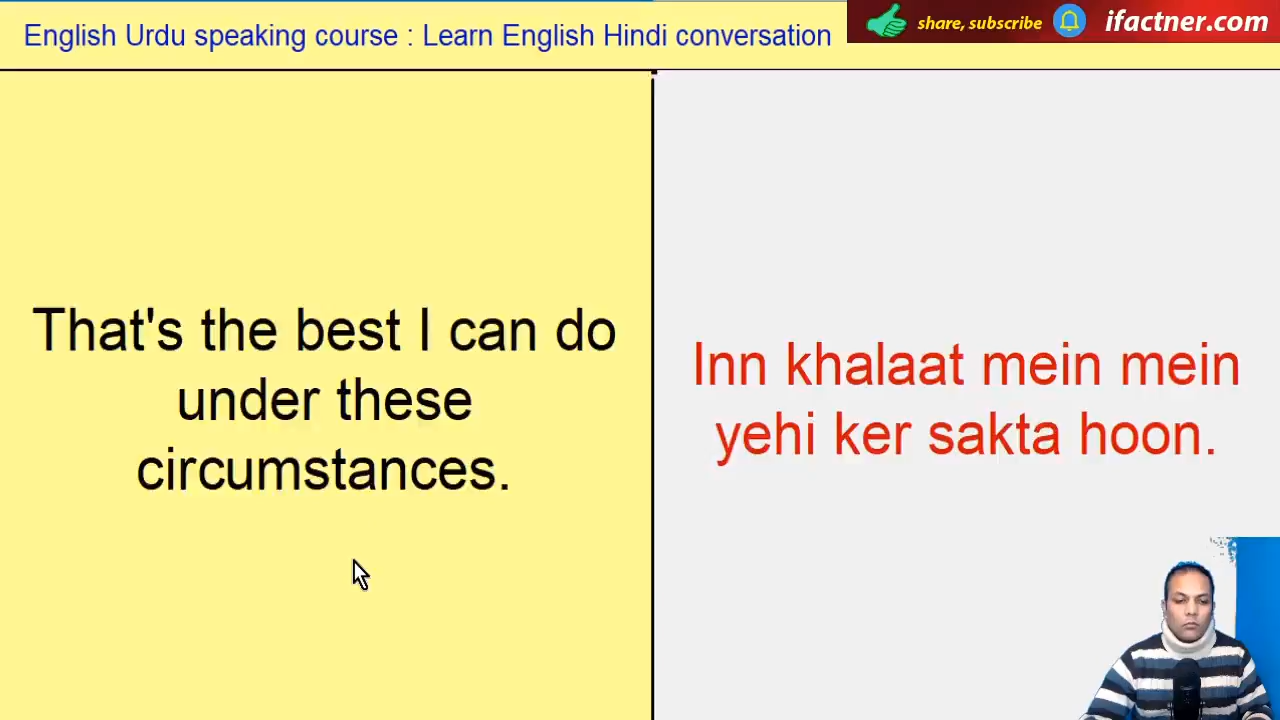 English Urdu speaking course : Learn English Hindi conversation
share, subscribe
ifactner.com
That's the best I can do
under these
circumstances.
Inn khalaat mein mein
yehi ker sakta hoon.